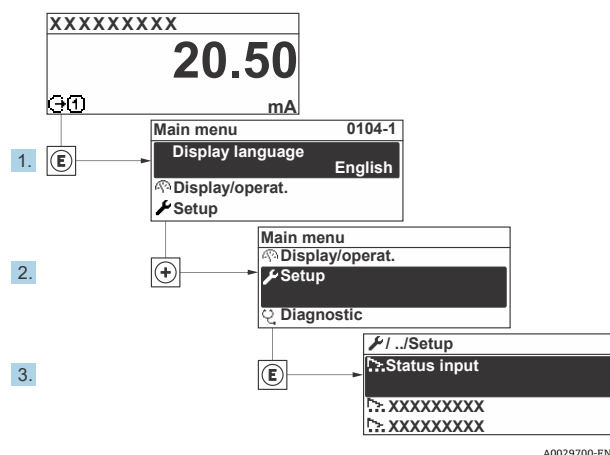 XXXXXXXXX
20.50
1
mA
Main menu 0104-1
1. E Display language
English
Display/operat.
Setup
Main menu
Display/operat.
2. + Setup
Diagnostic
/ ../Setup
3. E Status input
XXXXXXXXX
XXXXXXXXX
A0029700-EN